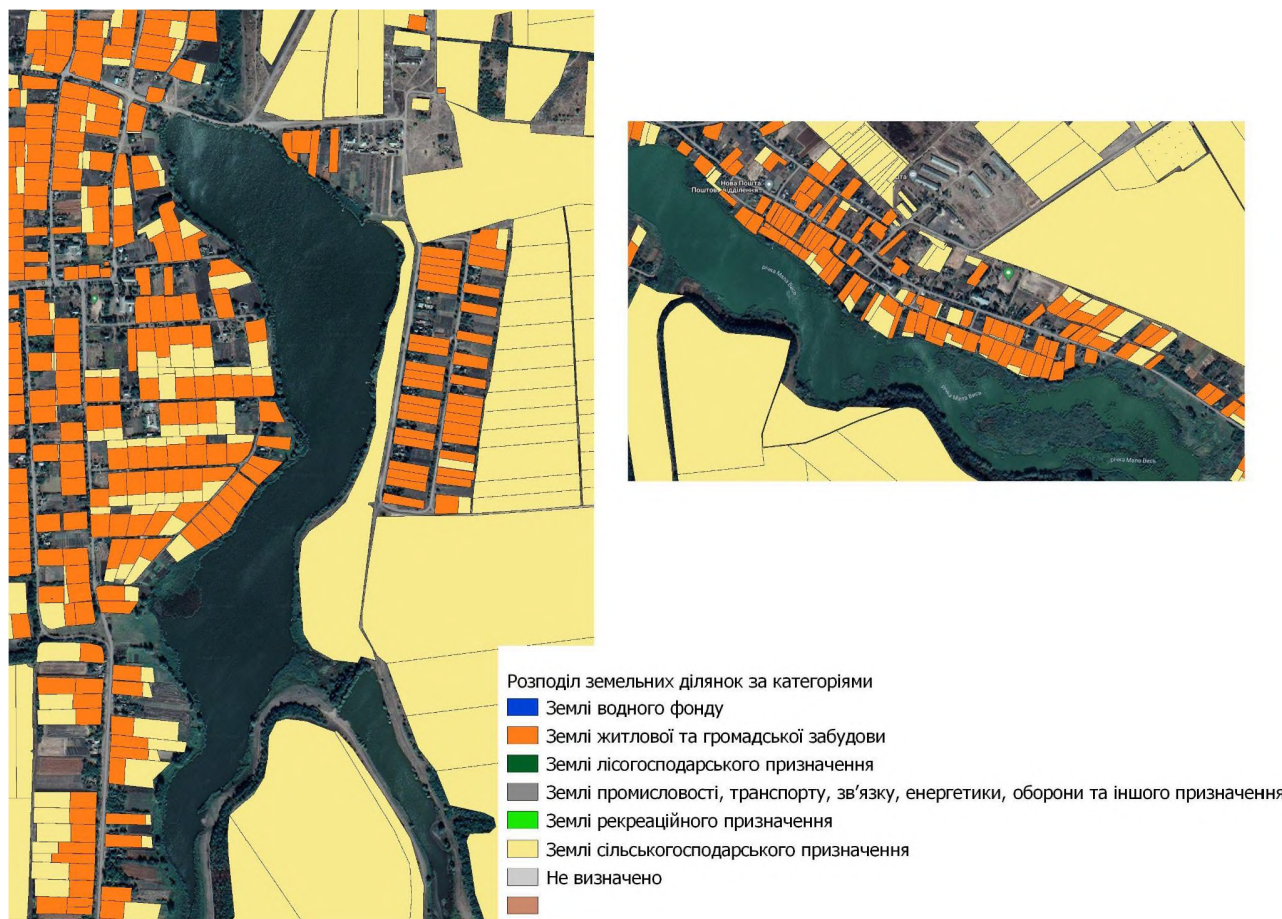 Нова Пошта
Поштове відділення...
шта
річка Мала Вись
річка Мала Вись
річка Мала Вись
Розподіл земельних ділянок за категоріями
Землі водного фонду
Землі житлової та громадської забудови
Землі лісогосподарського призначення
Землі промисловості, транспорту, зв’язку, енергетики, оборони та іншого призначення
Землі рекреаційного призначення
Землі сільськогосподарського призначення
Не визначено